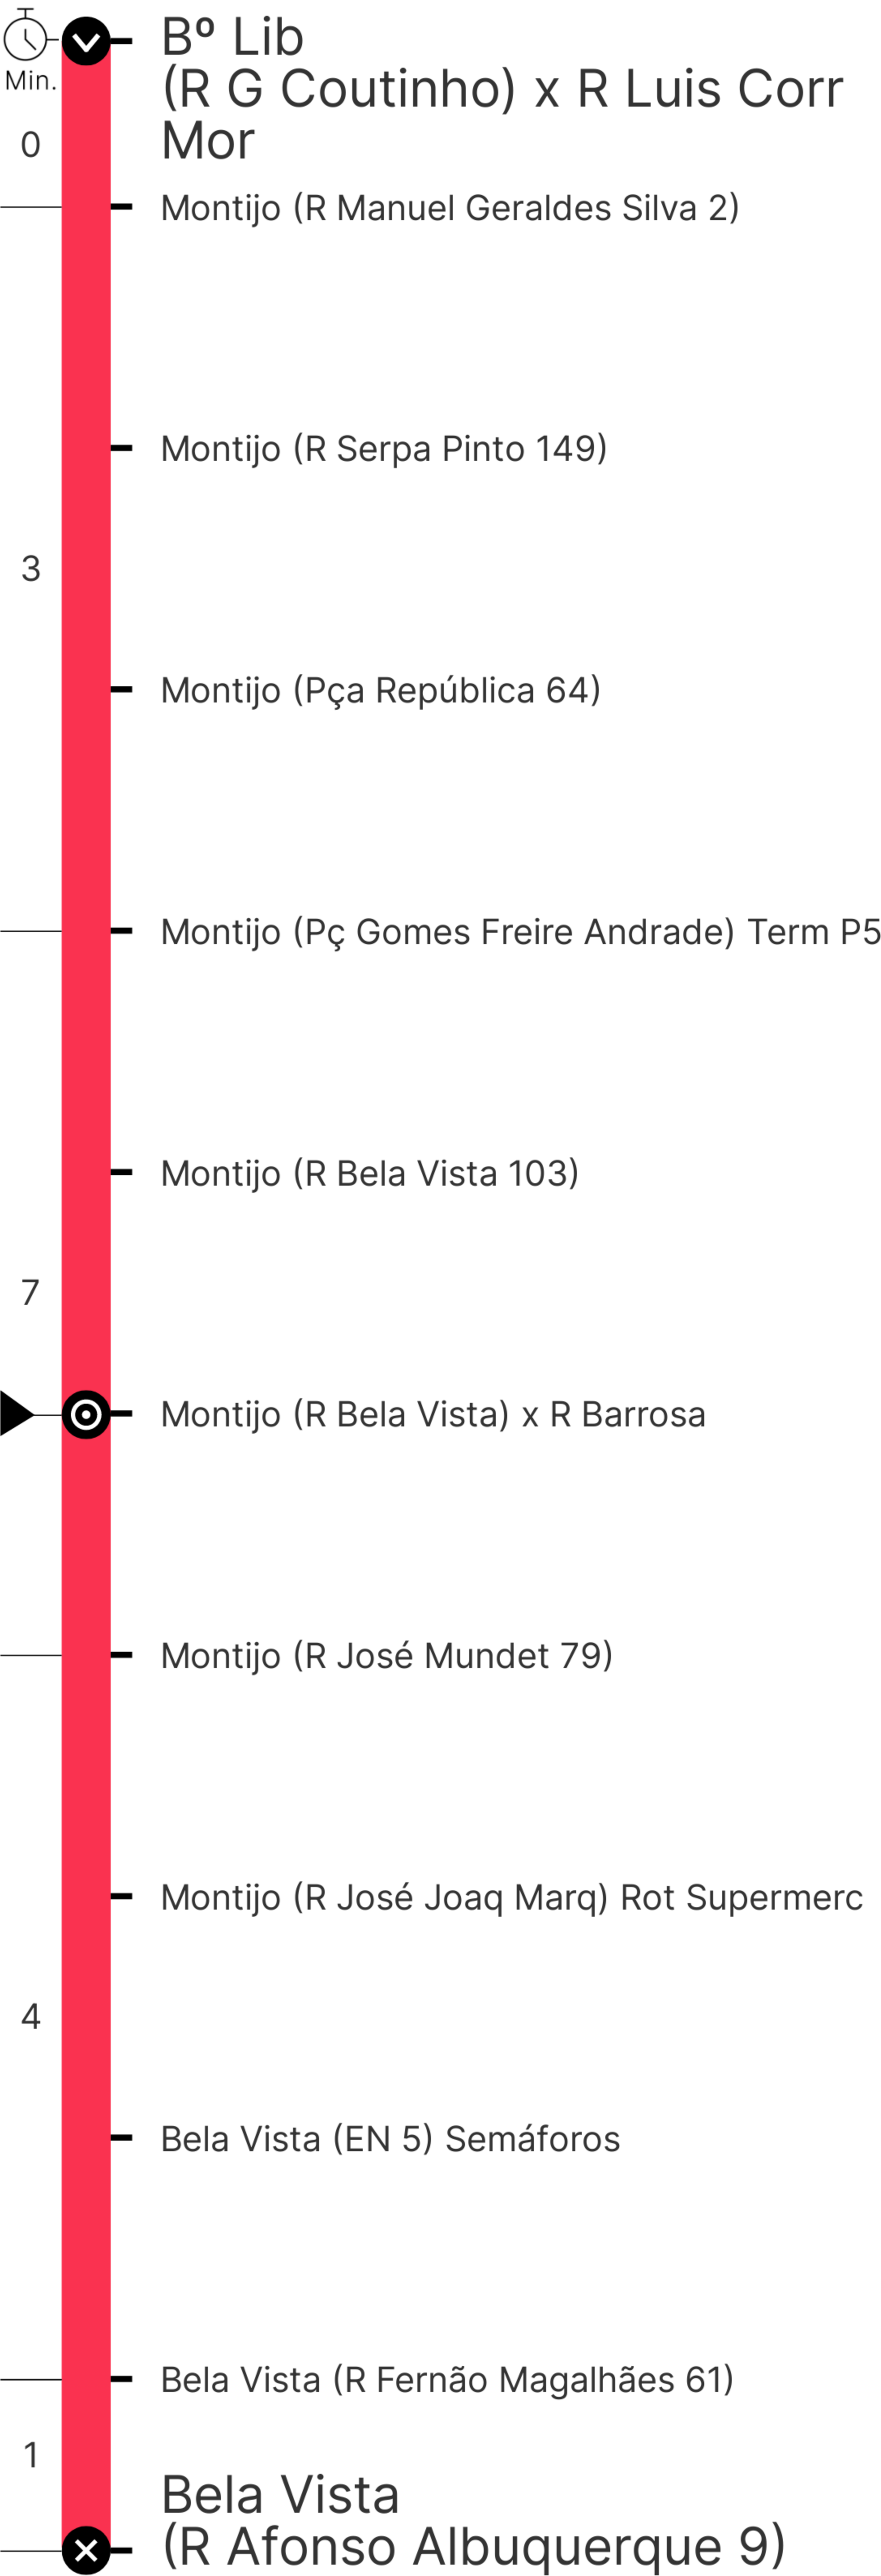 Bº Lib
Min.
(R G Coutinho) x R Luis Corr
Mor
0
Montijo (R Manuel Geraldes Silva 2)
Montijo (R Serpa Pinto 149)
3
Montijo (Pça República 64)
Montijo (Pç Gomes Freire Andrade) Term P5
Montijo (R Bela Vista 103)
7
Montijo (R Bela Vista) x R Barrosa
Montijo (R José Mundet 79)
Montijo (R José Joaq Marq) Rot Supermerc
4
Bela Vista (EN 5) Semáforos
Bela Vista (R Fernão Magalhães 61)
1
Bela Vista
(R Afonso Albuquerque 9)